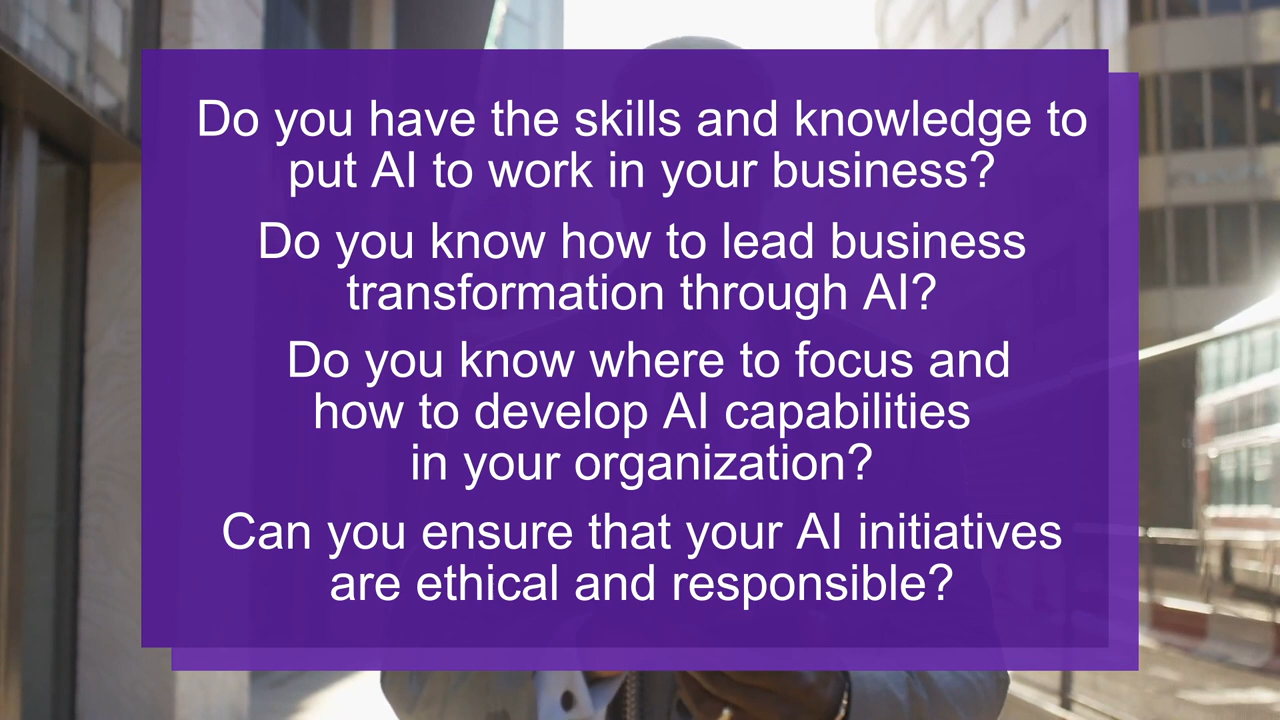 Do you have the skills and knowledge to
put AI to work in your business?
Do you know how to lead business
transformation through AI?
Do you know where to focus and
how to develop AI capabilities
in your organization?
Can you ensure that your AI initiatives
are ethical and responsible?